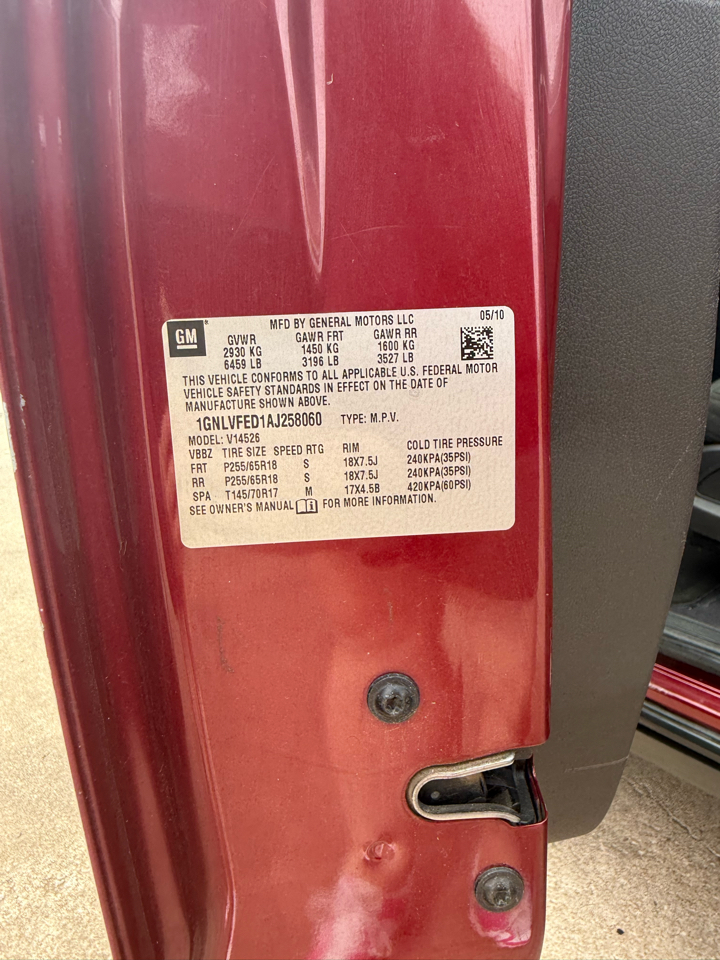 GM
MFD BY GENERAL MOTORS LLC 05/10
GVWR GAWR FRT GAWR RR
2930 KG 1450 KG 1600 KG
6459 LB 3196 LB 3527 LB
THIS VEHICLE CONFORMS TO ALL APPLICABLE U.S. FEDERAL MOTOR
VEHICLE SAFETY STANDARDS IN EFFECT ON THE DATE OF
MANUFACTURE SHOWN ABOVE.
1GNLVFED1AJ258060 TYPE: M.P.V.
MODEL: V14526
VBBZ TIRE SIZE SPEED RTG RIM COLD TIRE PRESSURE
FRT P255/65R18 S 18X7.5J 240KPA(35PSI)
RR P255/65R18 S 18X7.5J 240KPA(35PSI)
SPA T145/70R17 M 17X4.5B 420KPA(60PSI)
SEE OWNER'S MANUAL FOR MORE INFORMATION.